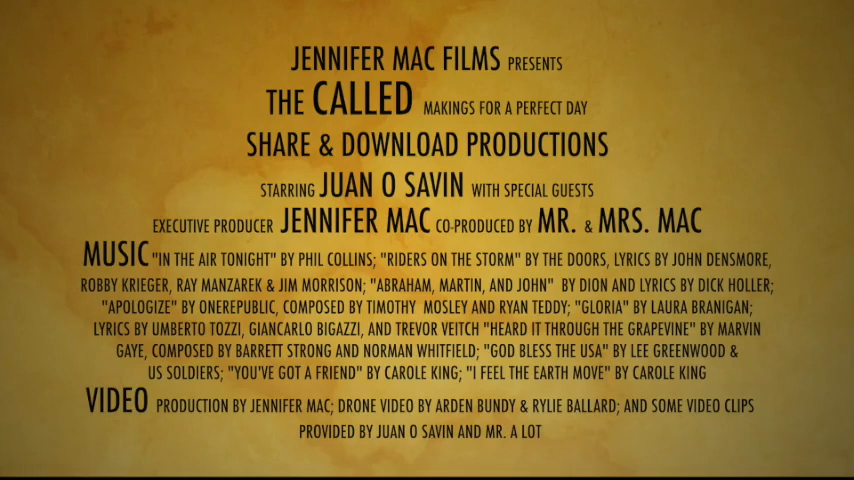 JENNIFER MAC FILMS PRESENTS
THE CALLED MAKINGS FOR A PERFECT DAY
SHARE & DOWNLOAD PRODUCTIONS
STARRING JUAN O SAVIN WITH SPECIAL GUESTS
EXECUTIVE PRODUCER JENNIFER MAC CO-PRODUCED BY MR. & MRS. MAC
MUSIC "IN THE AIR TONIGHT" BY PHIL COLLINS; "RIDERS ON THE STORM" BY THE DOORS, LYRICS BY JOHN DENSMORE,
ROBBY KRIEGER, RAY MANZAREK & JIM MORRISON; "ABRAHAM, MARTIN, AND JOHN" BY DION AND LYRICS BY DICK HOLLER;
"APOLOGIZE" BY ONEREPUBLIC, COMPOSED BY TIMOTHY MOSLEY AND RYAN TEDDY; "GLORIA" BY LAURA BRANIGAN;
LYRICS BY UMBERTO TOZZI, GIANCARLO BIGAZZI, AND TREVOR VEITCH "HEARD IT THROUGH THE GRAPEVINE" BY MARVIN
GAYE, COMPOSED BY BARRETT STRONG AND NORMAN WHITFIELD; "GOD BLESS THE USA" BY LEE GREENWOOD &
US SOLDIERS; "YOU'VE GOT A FRIEND" BY CAROLE KING; "I FEEL THE EARTH MOVE" BY CAROLE KING
VIDEO PRODUCTION BY JENNIFER MAC; DRONE VIDEO BY ARDEN BUNDY & RYLIE BALLARD; AND SOME VIDEO CLIPS
PROVIDED BY JUAN O SAVIN AND MR. A LOT